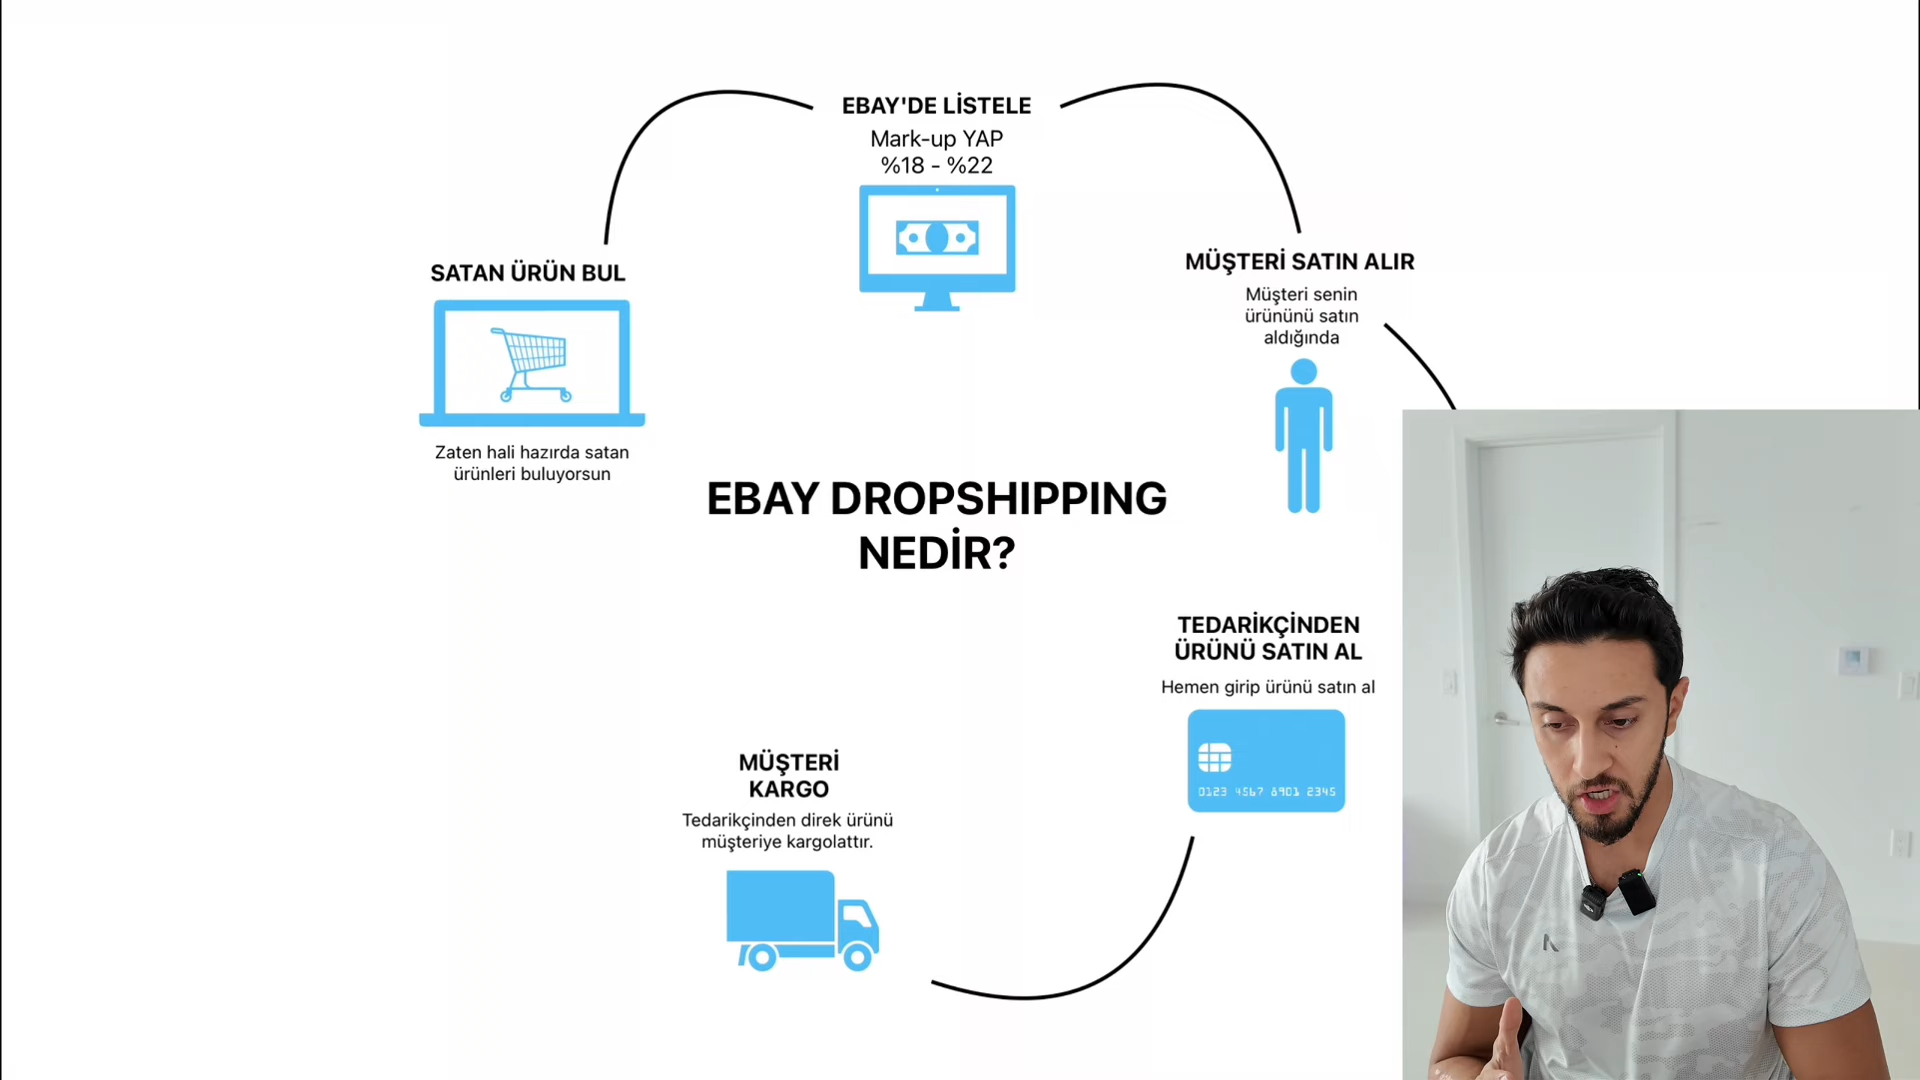 EBAY'DE LİSTELE
Mark-up YAP
%18 - %22
SATAN ÜRÜN BUL
Zaten hali hazırda satan
ürünleri buluyorsun
MÜŞTERİ SATIN ALIR
Müşteri senin
ürününü satın
aldığında
EBAY DROPSHIPPING
NEDİR?
TEDARİKÇİNDEN
ÜRÜNÜ SATIN AL
Hemen girip ürünü satın al
0123 4567 8901 2345
MÜŞTERİ
KARGO
Tedarikçinden direk ürünü
müşteriye kargolattır.